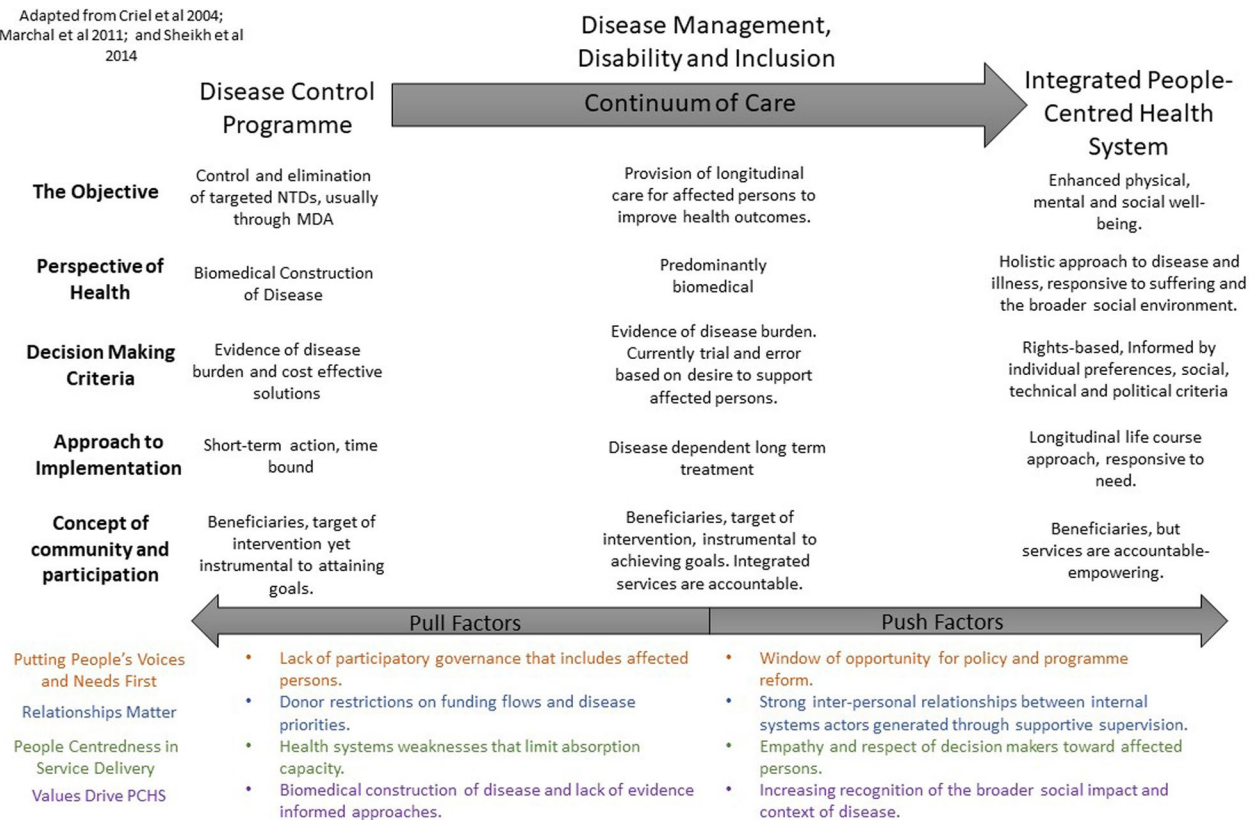 Adapted from Criel et al 2004;
Marchal et al 2011; and Sheikh et al
2014
Disease Management,
Disability and Inclusion
Disease Control
Programme
Continuum of Care
Integrated People-
Centred Health
System
The Objective
Control and elimination
of targeted NTDs, usually
through MDA
Provision of longitudinal
care for affected persons to
improve health outcomes.
Enhanced physical,
mental and social well-
being.
Perspective of
Health
Biomedical Construction
of Disease
Predominantly
biomedical
Holistic approach to disease and
illness, responsive to suffering and
the broader social environment.
Decision Making
Criteria
Evidence of disease
burden and cost effective
solutions
Evidence of disease burden.
Currently trial and error
based on desire to support
affected persons.
Rights-based, Informed by
individual preferences, social,
technical and political criteria
Approach to
Implementation
Short-term action, time
bound
Disease dependent long term
treatment
Longitudinal life course
approach, responsive to
need.
Concept of
community and
participation
Beneficiaries, target of
intervention yet
instrumental to attaining
goals.
Beneficiaries, target of
intervention, instrumental to
achieving goals. Integrated
services are accountable.
Beneficiaries, but
services are accountable-
empowering.
Pull Factors
Push Factors
Putting People's Voices
and Needs First
• Lack of participatory governance that includes affected
persons.
• Window of opportunity for policy and programme
reform.
Relationships Matter
• Donor restrictions on funding flows and disease
priorities.
• Strong inter-personal relationships between internal
systems actors generated through supportive supervision.
People Centredness in
Service Delivery
• Health systems weaknesses that limit absorption
capacity.
• Empathy and respect of decision makers toward affected
persons.
Values Drive PCHS
• Biomedical construction of disease and lack of evidence
informed approaches.
• Increasing recognition of the broader social impact and
context of disease.